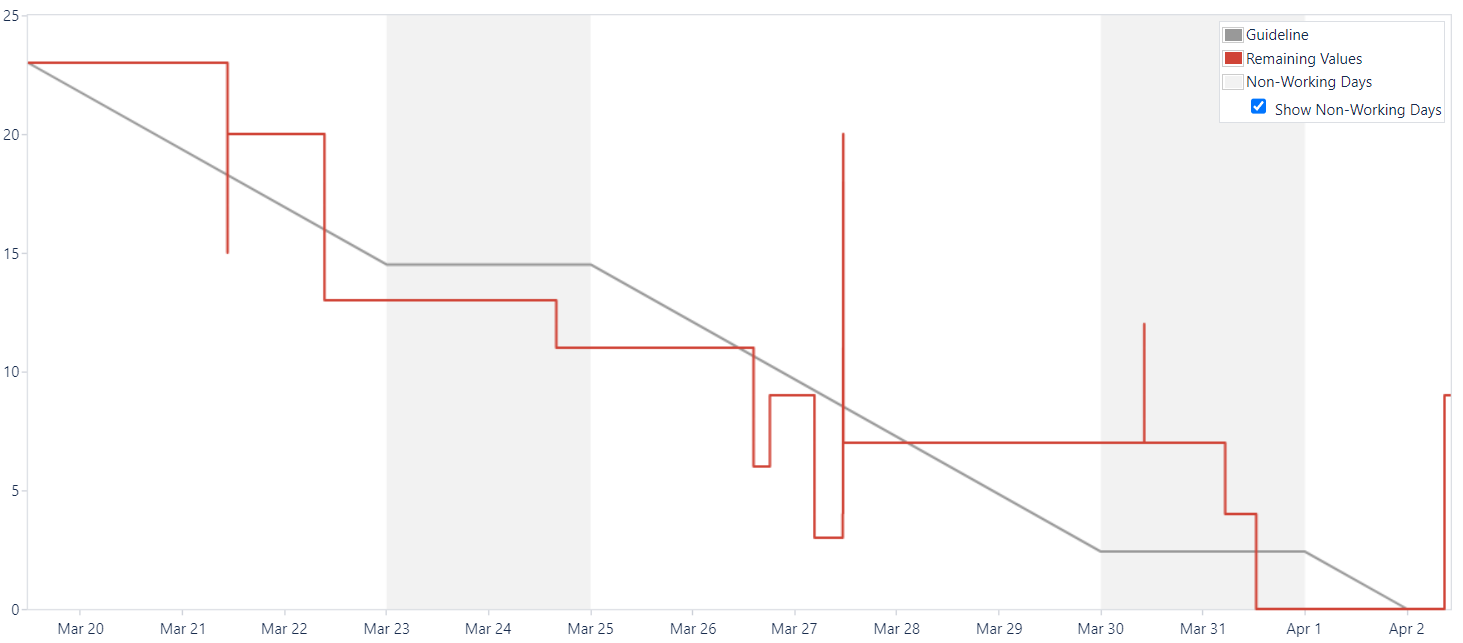 25
20
15
10
5
0
Guideline
Remaining Values
Non-Working Days
Show Non-Working Days
Mar 20 Mar 21 Mar 22 Mar 23 Mar 24 Mar 25 Mar 26 Mar 27 Mar 28 Mar 29 Mar 30 Mar 31 Apr 1 Apr 2